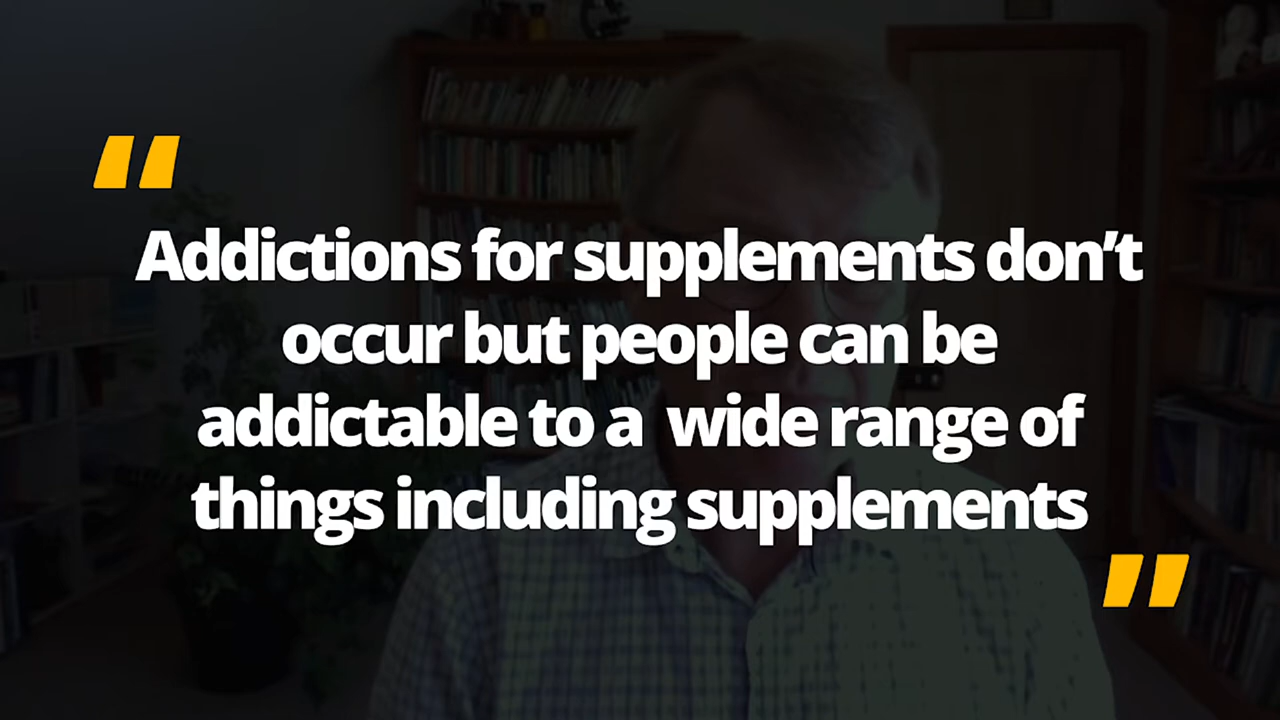 "
Addictions for supplements don’t
occur but people can be
addictable to a  wide range of
things including supplements
"